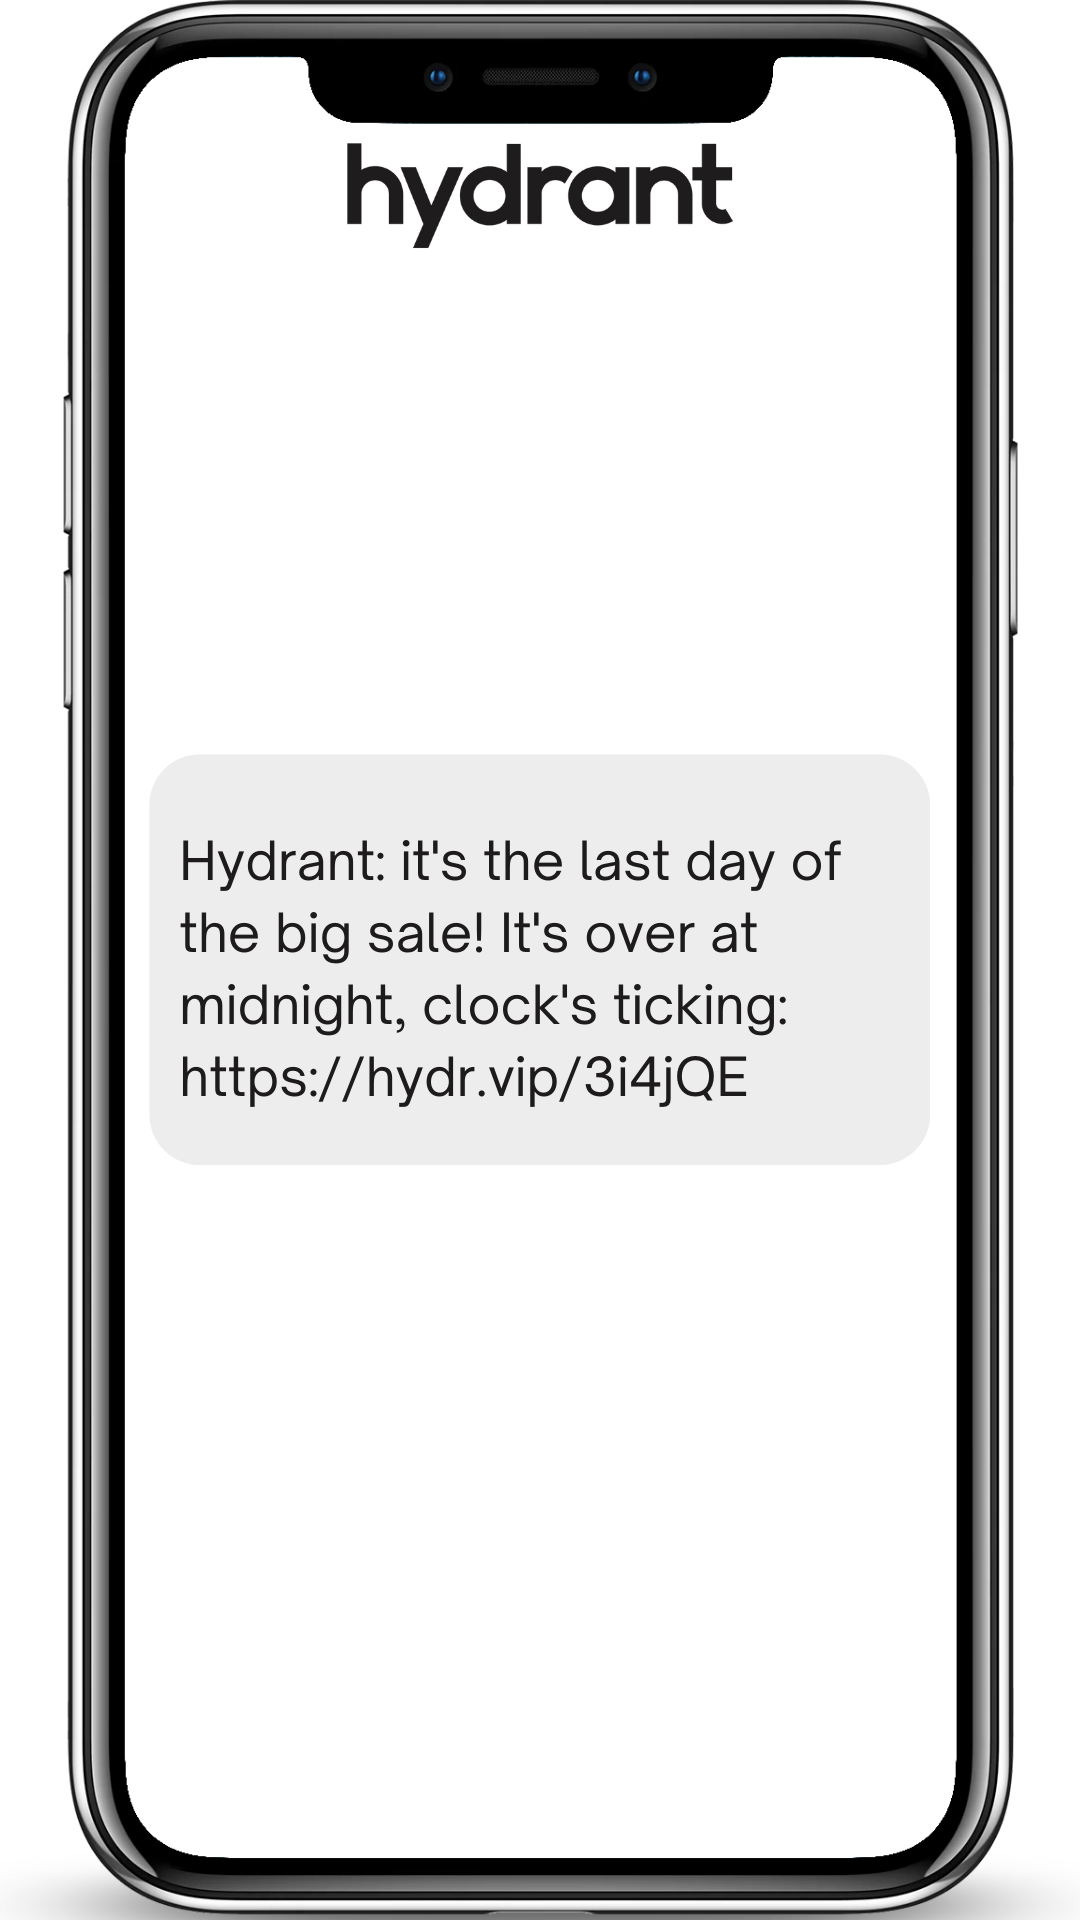 hydrant
Hydrant: it's the last day of
the big sale! It's over at
midnight, clock's ticking:
https://hydr.vip/3i4jQE